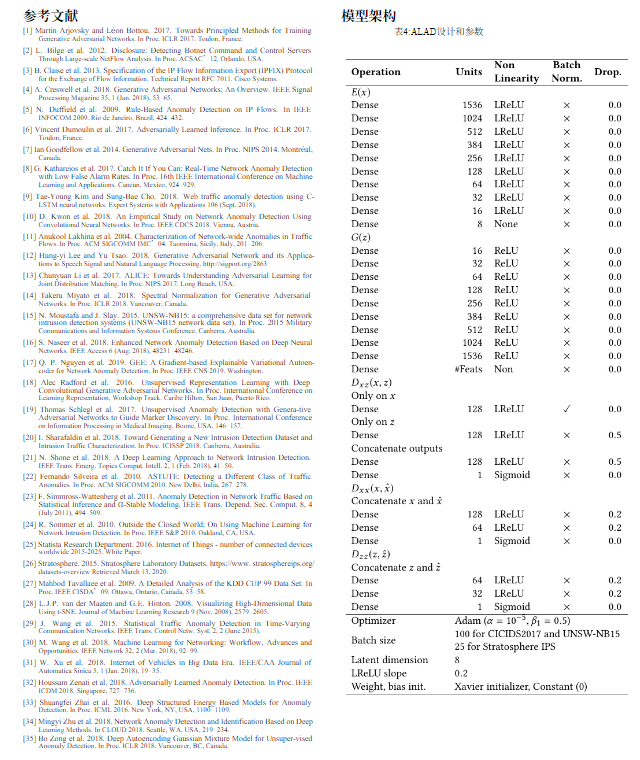 参考文献
[1] Martin Arjovsky and Léon Bottou. 2017. Towards Principled Methods for Training
Generative Adversarial Networks. In Proc. ICLR 2017. Toulon, France.
[2] L. Bilge et al. 2012. Disclosure: Detecting Botnet Command and Control Servers
Through Large-scale NetFlow Analysis. In Proc. ACSAC' 12. Orlando, USA.
[3] B. Claise et al. 2013. Specification of the IP Flow Information Export (IPFIX) Protocol
for the Exchange of Flow Information. Technical Report RFC 7011. Cisco Systems.
[4] A. Creswell et al. 2018. Generative Adversarial Networks: An Overview. IEEE Signal
Processing Magazine 35, 1 (Jan. 2018), 53–65.
[5] N. Duffield et al. 2009. Rule-Based Anomaly Detection on IP Flows. In IEEE
INFOCOM 2009. Rio de Janeiro, Brazil, 424–432.
[6] Vincent Dumoulin et al. 2017. Adversarially Learned Inference. In Proc. ICLR 2017.
Toulon, France.
[7] Ian Goodfellow et al. 2014. Generative Adversarial Nets. In Proc. NIPS 2014. Montréal,
Canada.
[8] G. Kathareios et al. 2017. Catch It If You Can: Real-Time Network Anomaly Detection
with Low False Alarm Rates. In Proc. 16th IEEE International Conference on Machine
Learning and Applications. Cancun, Mexico, 924–929.
[9] Tae-Young Kim and Sung-Bae Cho. 2018. Web traffic anomaly detection using C-
LSTM neural networks. Expert Systems with Applications 106 (Sept. 2018).
[10] D. Kwon et al. 2018. An Empirical Study on Network Anomaly Detection Using
Convolutional Neural Networks. In Proc. IEEE CDCS 2018. Vienna, Austria.
[11] Anukool Lakhina et al. 2004. Characterization of Network-wide Anomalies in Traffic
Flows. In Proc. ACM SIGCOMM IMC' 04. Taormina, Sicily, Italy, 201–206.
[12] Hung-yi Lee and Yu Tsao. 2018. Generative Adversarial Network and its Applica-
tions to Speech Signal and Natural Language Processing. http://sigport.org/2863
[13] Chunyuan Li et al. 2017. ALICE: Towards Understanding Adversarial Learning for
Joint Distribution Matching. In Proc. NIPS 2017. Long Beach, USA.
[14] Takeru Miyato et al. 2018. Spectral Normalization for Generative Adversarial
Networks. In Proc. ICLR 2018. Vancouver, Canada.
[15] N. Moustafa and J. Slay. 2015. UNSW-NB15: a comprehensive data set for network
intrusion detection systems (UNSW-NB15 network data set). In Proc. 2015 Military
Communications and Information Systems Conference. Canberra, Australia.
[16] S. Naseer et al. 2018. Enhanced Network Anomaly Detection Based on Deep Neural
Networks. IEEE Access 6 (Aug. 2018), 48231–48246.
[17] Q. P. Nguyen et al. 2019. GEE: A Gradient-based Explainable Variational Autoen-
coder for Network Anomaly Detection. In Proc. IEEE CNS 2019. Washington.
[18] Alec Radford et al. 2016. Unsupervised Representation Learning with Deep
Convolutional Generative Adversarial Networks. In Proc. International Conference on
Learning Representation, Workshop Track. Caribe Hilton, San Juan, Puerto Rico.
[19] Thomas Schlegl et al. 2017. Unsupervised Anomaly Detection with Genera-tive
Adversarial Networks to Guide Marker Discovery. In Proc. International Conference
on Information Processing in Medical Imaging. Boone, USA, 146–157.
[20] I. Sharafaldin et al. 2018. Toward Generating a New Intrusion Detection Dataset and
Intrusion Traffic Characterization. In Proc. ICISSP 2018. Canberra, Australia.
[21] N. Shone et al. 2018. A Deep Learning Approach to Network Intrusion Detection.
IEEE Trans. Emerg. Topics Comput. Intell. 2, 1 (Feb. 2018), 41–50.
[22] Fernando Silveira et al. 2010. ASTUTE: Detecting a Different Class of Traffic
Anomalies. In Proc. ACM SIGCOMM 2010. New Delhi, India, 267–278.
[23] F. Simmross-Wattenberg et al. 2011. Anomaly Detection in Network Traffic Based on
Statistical Inference and α-Stable Modeling. IEEE Trans. Depend. Sec. Comput. 8, 4
(July 2011), 494–509.
[24] R. Sommer et al. 2010. Outside the Closed World: On Using Machine Learning for
Network Intrusion Detection. In Proc. IEEE S&P 2010. Oakland, CA, USA.
[25] Statista Research Departmant. 2016. Internet of Things - number of connected devices
worldwide 2015-2025. White Paper.
[26] Stratosphere. 2015. Stratosphere Laboratory Datasets. https://www. stratosphereips.org/
datasets-overview Retrieved March 13, 2020.
[27] Mahbod Tavallaee et al. 2009. A Detailed Analysis of the KDD CUP 99 Data Set. In
Proc. IEEE CISDA' 09. Ottawa, Ontario, Canada, 53–58.
[28] L.J.P. van der Maaten and G.E. Hinton. 2008. Visualizing High-Dimensional Data
Using t-SNE. Journal of Machine Learning Research 9 (Nov. 2008), 2579–2605.
[29] J. Wang et al. 2015. Statistical Traffic Anomaly Detection in Time-Varying
Communication Networks. IEEE Trans. Control Netw. Syst. 2, 2 (June 2015).
[30] M. Wang et al. 2018. Machine Learning for Networking: Workflow, Advances and
Opportunities. IEEE Network 32, 2 (Mar. 2018), 92–99.
[31] W. Xu et al. 2018. Internet of Vehicles in Big Data Era. IEEE/CAA Journal of
Automatica Sinica 5, 1 (Jan. 2018), 19–35.
[32] Houssam Zenati et al. 2018. Adversarially Learned Anomaly Detection. In Proc. IEEE
ICDM 2018. Singapore, 727–736.
[33] Shuangfei Zhai et al. 2016. Deep Structured Energy Based Models for Anomaly
Detection. In Proc. ICML 2016. New York, NY, USA, 1100–1109.
[34] Mingyi Zhu et al. 2018. Network Anomaly Detection and Identification Based on Deep
Learning Methods. In CLOUD 2018. Seattle, WA, USA, 219–234.
[35] Bo Zong et al. 2018. Deep Autoencoding Gaussian Mixture Model for Unsuper-vised
Anomaly Detection. In Proc. ICLR 2018. Vancouver, BC, Canada.
模型架构
表4:ALAD设计和参数
Operation Units Non Linearity Batch Norm. Drop.
E(x)
Dense 1536 LReLU × 0.0
Dense 1024 LReLU × 0.0
Dense 512 LReLU × 0.0
Dense 384 LReLU × 0.0
Dense 256 LReLU × 0.0
Dense 128 LReLU × 0.0
Dense 64 LReLU × 0.0
Dense 32 LReLU × 0.0
Dense 16 LReLU × 0.0
Dense 8 None × 0.0
G(z)
Dense 16 ReLU × 0.0
Dense 32 ReLU × 0.0
Dense 64 ReLU × 0.0
Dense 128 ReLU × 0.0
Dense 256 ReLU × 0.0
Dense 384 ReLU × 0.0
Dense 512 ReLU × 0.0
Dense 1024 ReLU × 0.0
Dense 1536 ReLU × 0.0
Dense #Feats Non × 0.0
Dxz(x, z)
Only on x
Dense 128 LReLU ✓ 0.0
Only on z
Dense 128 LReLU × 0.5
Concatenate outputs
Dense 128 LReLU × 0.5
Dense 1 Sigmoid × 0.0
Dxx(x, x̂)
Concatenate x and x̂
Dense 128 LReLU × 0.2
Dense 64 LReLU × 0.2
Dense 1 Sigmoid × 0.0
Dzz(z, ẑ)
Concatenate z and ẑ
Dense 64 LReLU × 0.2
Dense 32 LReLU × 0.2
Dense 1 Sigmoid × 0.0
Optimizer Adam (α = 10⁻⁵, β₁ = 0.5)
Batch size 100 for CICIDS2017 and UNSW-NB15
25 for Stratosphere IPS
Latent dimension 8
LReLU slope 0.2
Weight, bias init. Xavier initializer, Constant (0)